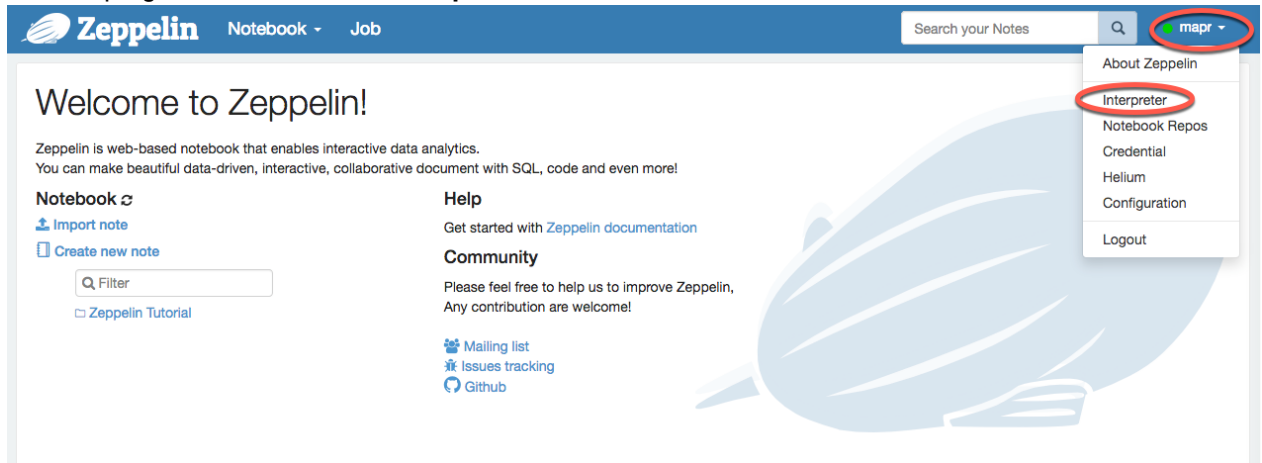 Zeppelin Notebook Job Search your Notes mapr
About Zeppelin
Interpreter
Notebook Repos
Credential
Helium
Configuration
Logout
Welcome to Zeppelin!
Zeppelin is web-based notebook that enables interactive data analytics.
You can make beautiful data-driven, interactive, collaborative document with SQL, code and even more!
Notebook
Import note
Create new note
Filter
Zeppelin Tutorial
Help
Get started with Zeppelin documentation
Community
Please feel free to help us to improve Zeppelin,
Any contribution are welcome!
Mailing list
Issues tracking
Github